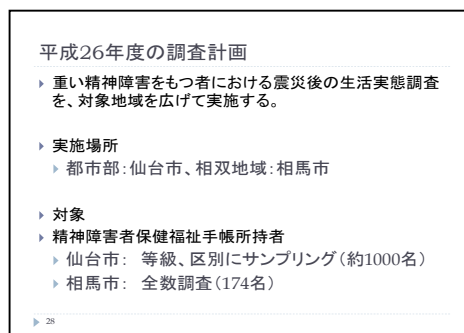 平成26年度の調査計画
重い精神障害をもつ者における震災後の生活実態調査
を、対象地域を広げて実施する。
実施場所
都市部:仙台市、相双地域:相馬市
対象
精神障害者保健福祉手帳所持者
仙台市: 等級、区別にサンプリング(約1000名)
相馬市: 全数調査(174名)
28